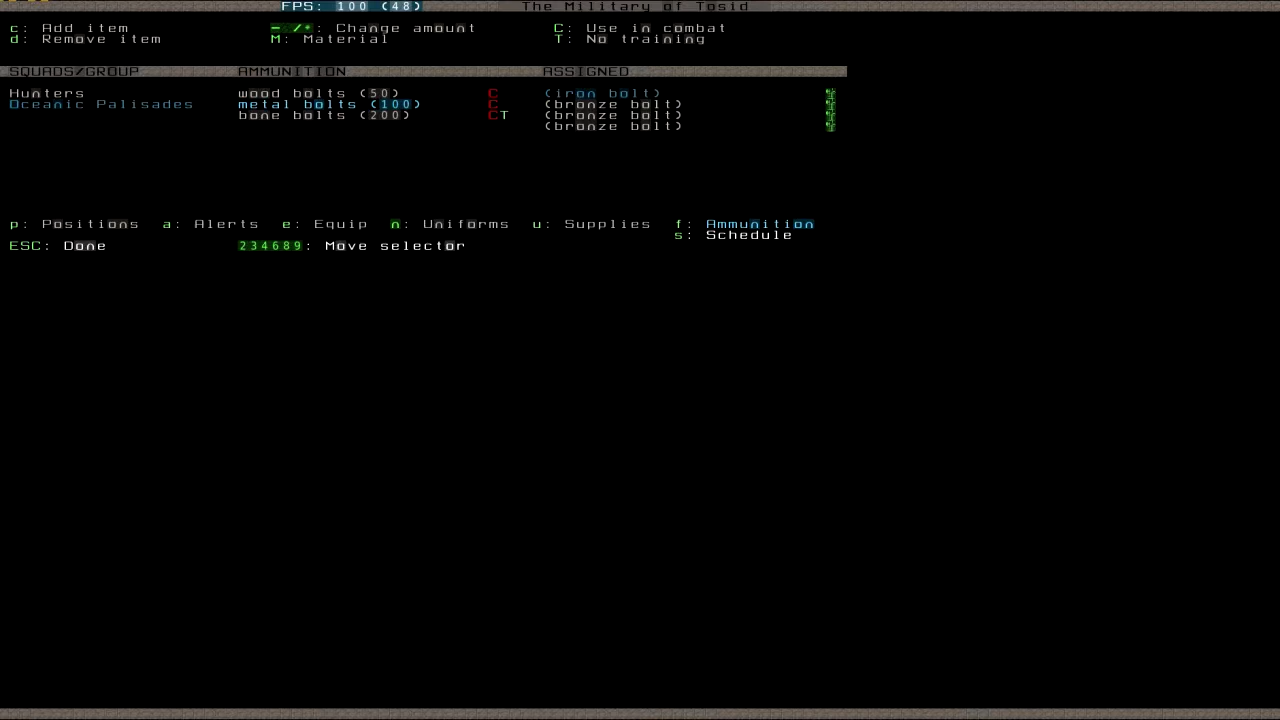 FPS: 100 (48) The Military of Tosid
c: Add item -/*: Change amount C: Use in combat
d: Remove item M: Material T: No training
SQUADS/GROUP AMMUNITION ASSIGNED
Hunters wood bolts (50) C (iron bolt)
Oceanic Palisades metal bolts (100) C (bronze bolt)
bone bolts (200) CT (bronze bolt)
(bronze bolt)
p: Positions a: Alerts e: Equip n: Uniforms u: Supplies f: Ammunition
s: Schedule
ESC: Done 234689: Move selector